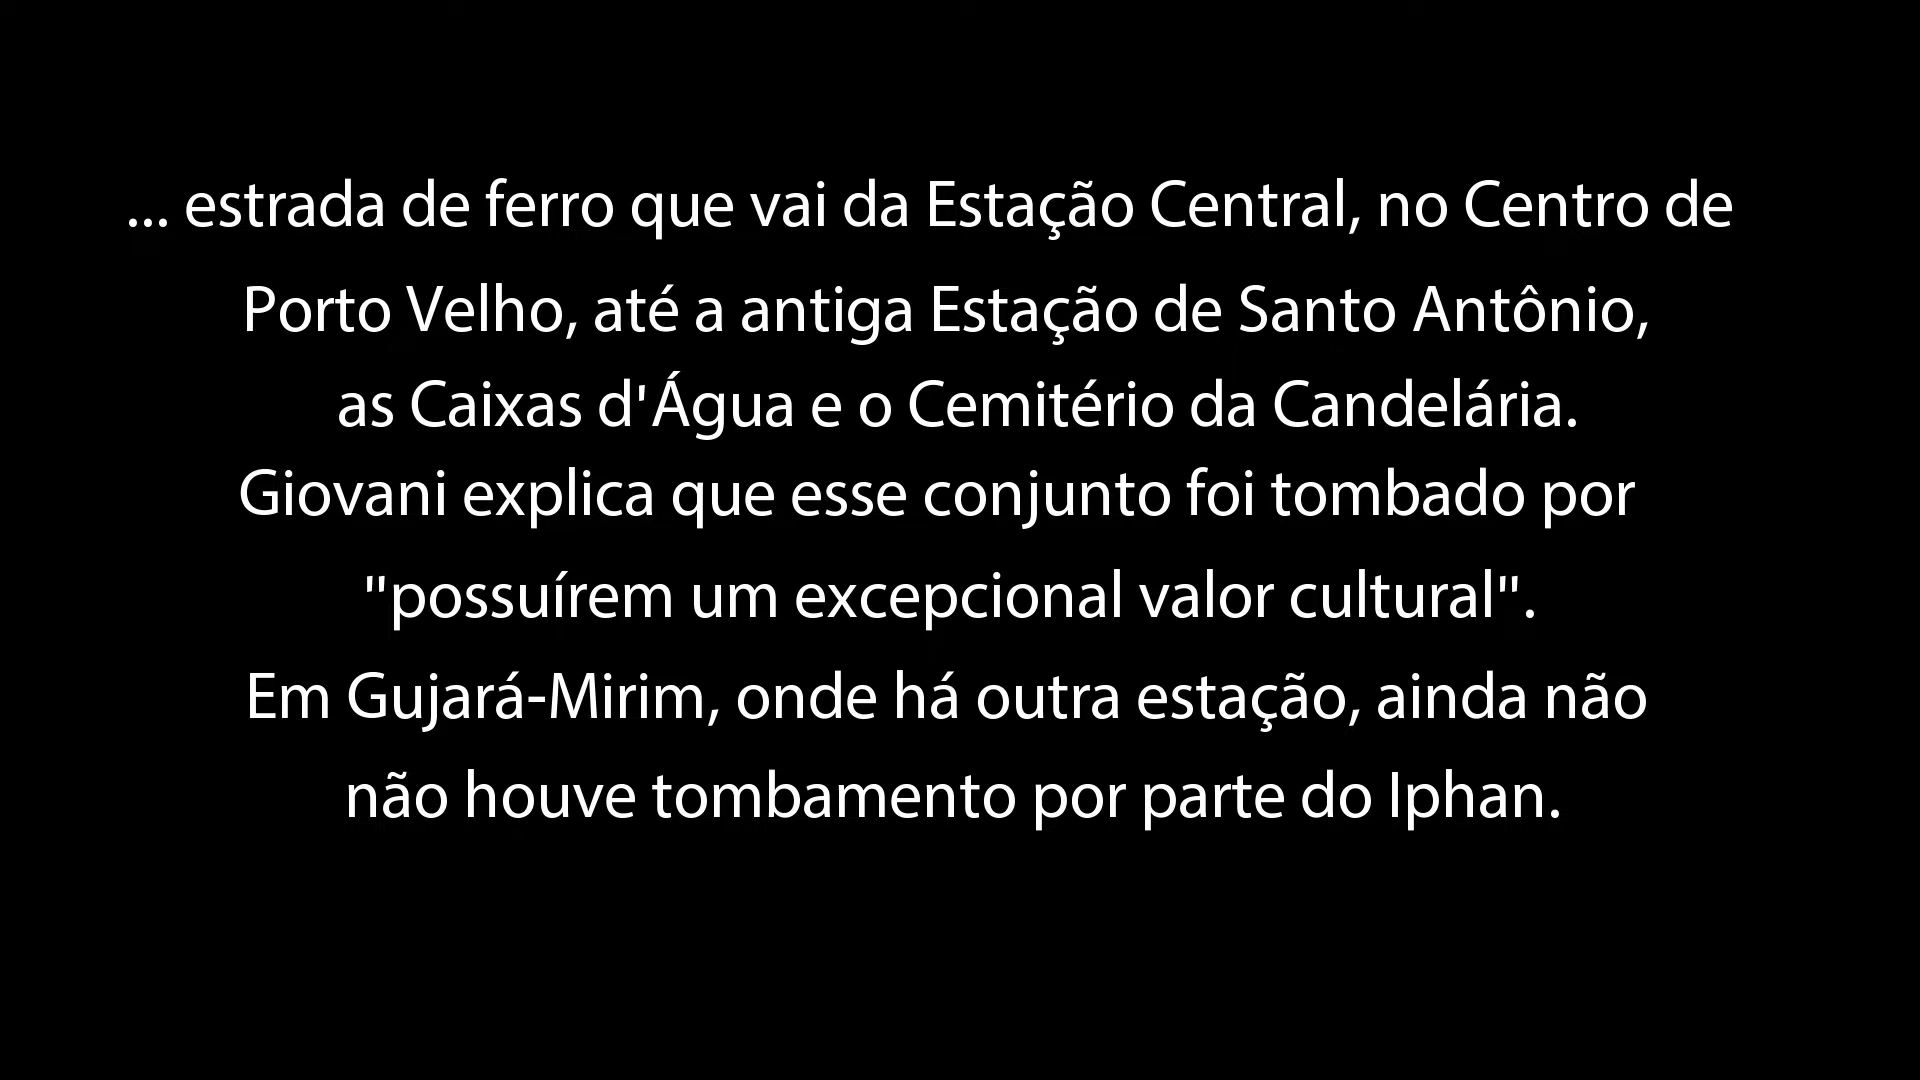 ... estrada de ferro que vai da Estação Central, no Centro de
Porto Velho, até a antiga Estação de Santo Antônio,
as Caixas d'Água e o Cemitério da Candelária.
Giovani explica que esse conjunto foi tombado por
"possuírem um excepcional valor cultural".
Em Gujará-Mirim, onde há outra estação, ainda não
não houve tombamento por parte do Iphan.